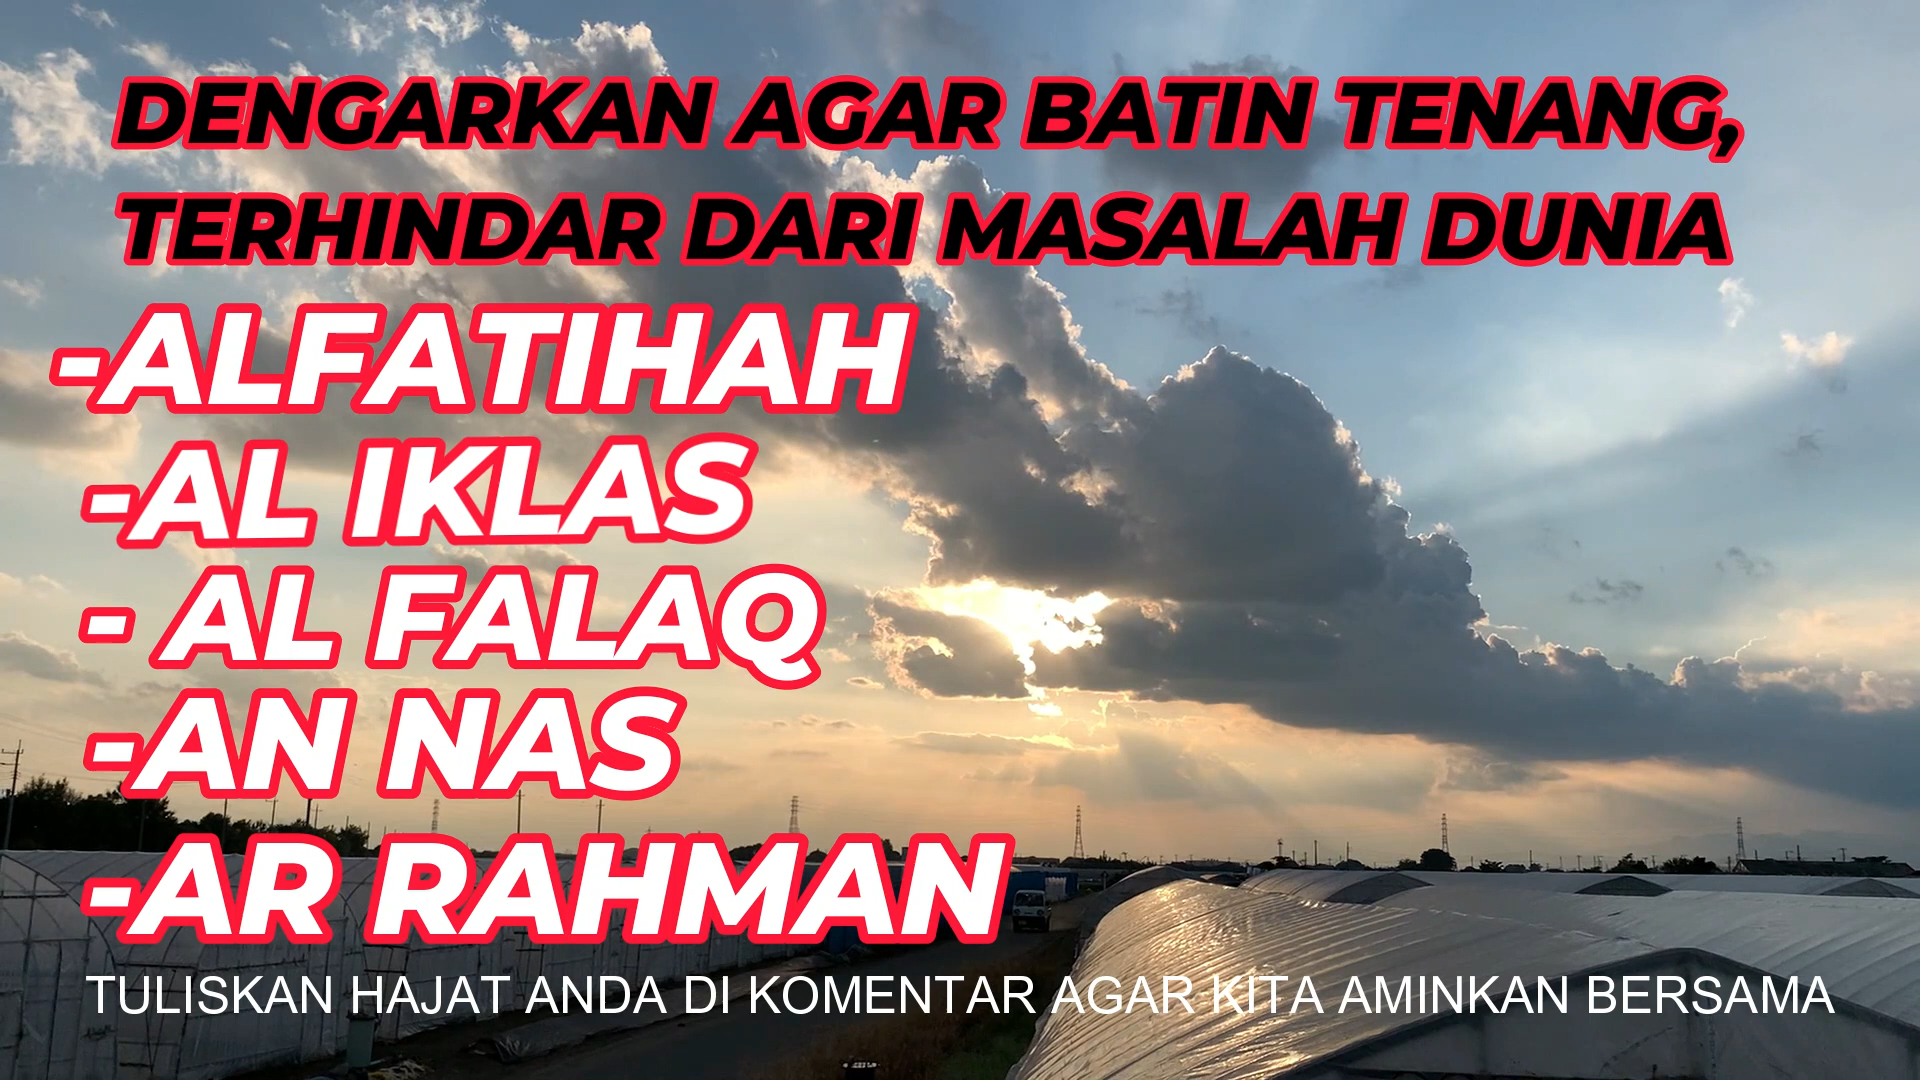 DENGARKAN AGAR BATIN TENANG,
TERHINDAR DARI MASALAH DUNIA
-ALFATIHAH
-AL IKLAS
- AL FALAQ
-AN NAS
-AR RAHMAN
TULISKAN HAJAT ANDA DI KOMENTAR AGAR KITA AMINKAN BERSAMA